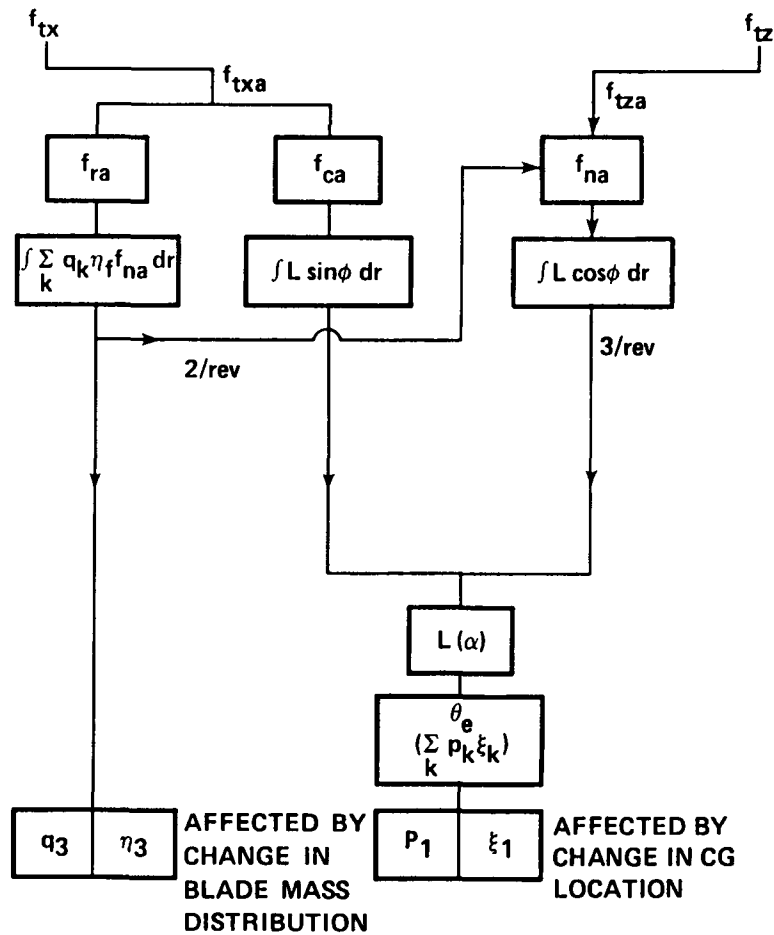 f_tx
f_tz
f_txa
f_tza
f_ra
f_ca
f_na
∫ Σ_k q_k η_f f_na dr
∫ L sinϕ dr
∫ L cosϕ dr
2/rev
3/rev
L (α)
θ_e
(Σ_k p_k ξ_k)
q_3
η_3
AFFECTED BY
CHANGE IN
BLADE MASS
DISTRIBUTION
P_1
ξ_1
AFFECTED BY
CHANGE IN CG
LOCATION